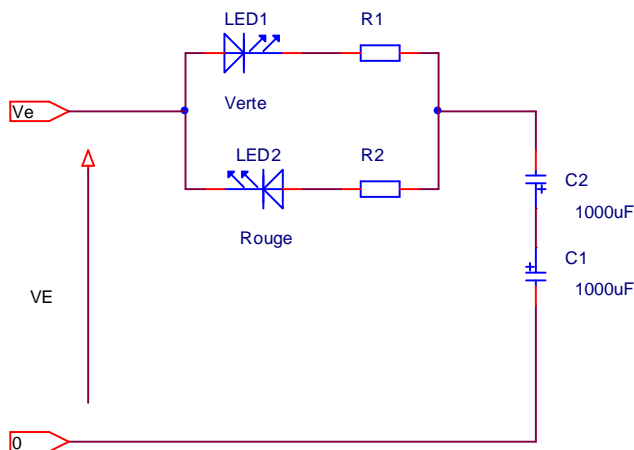 LED1
R1
Ve
Verte
LED2
R2
Rouge
C2
1000uF
C1
1000uF
VE
0